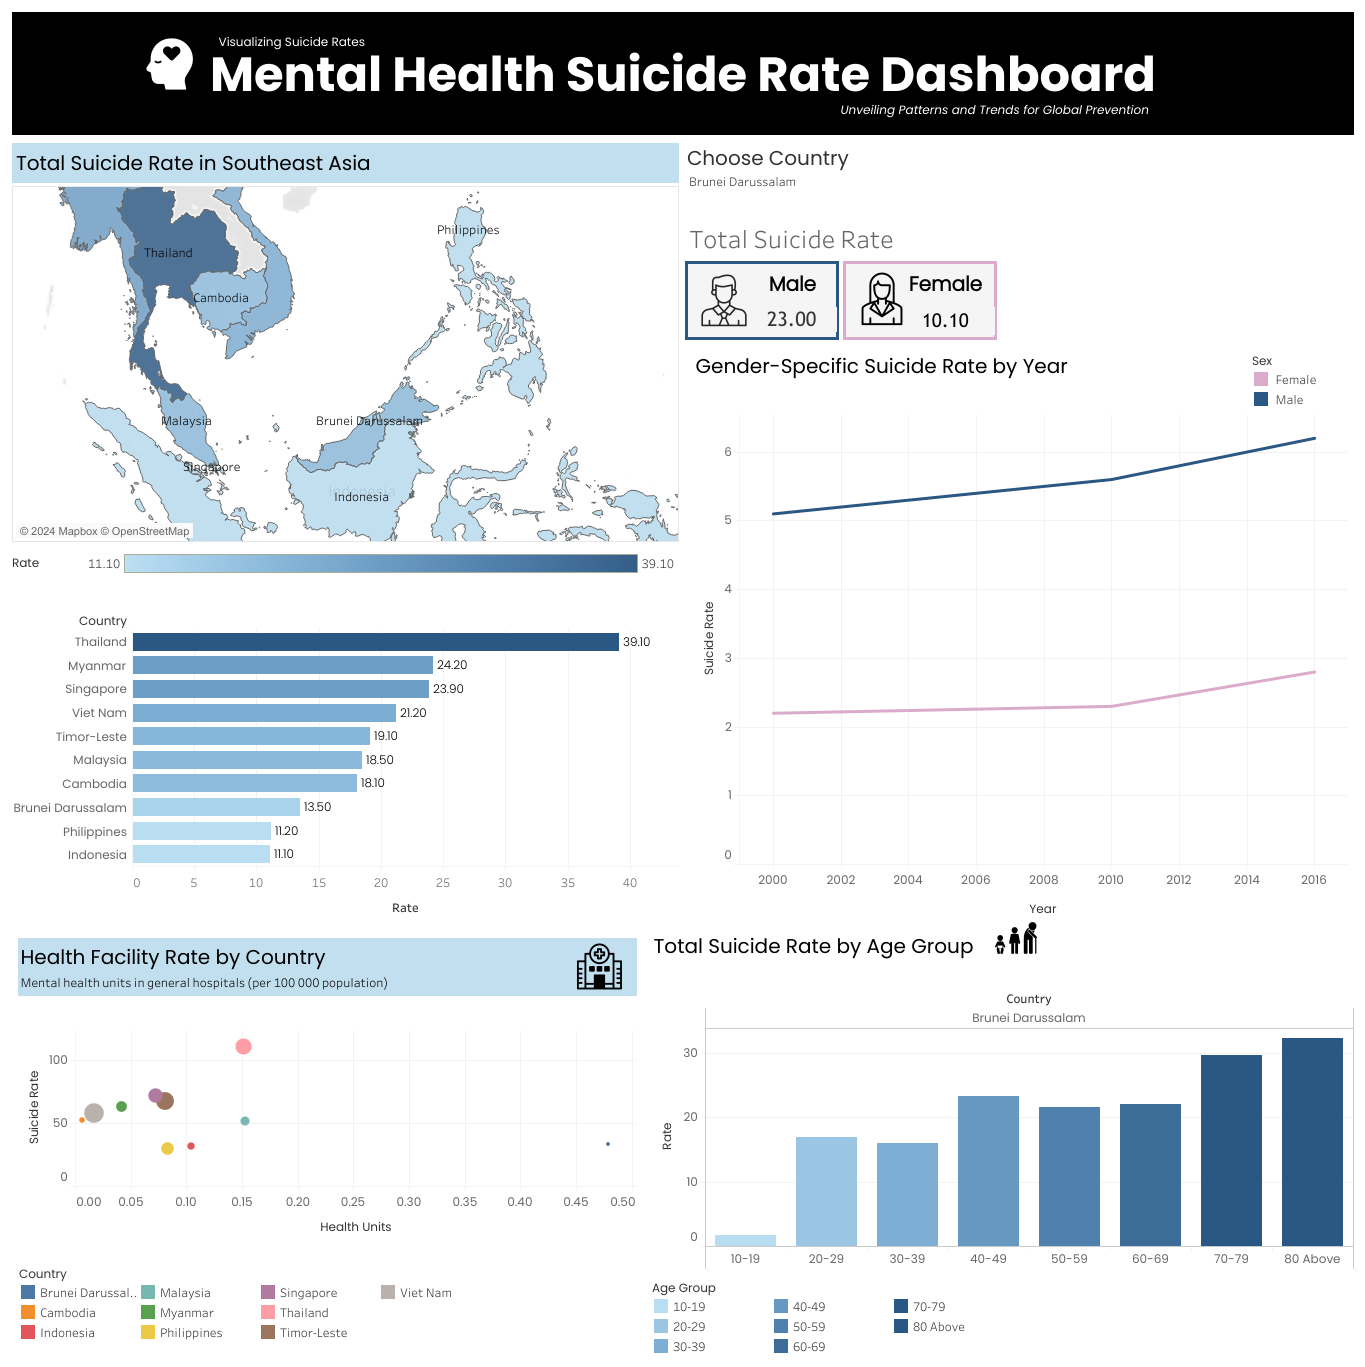 Visualizing Suicide Rates
Mental Health Suicide Rate Dashboard
Unveiling Patterns and Trends for Global Prevention
Total Suicide Rate in Southeast Asia
Philippines
Thailand
Cambodia
Malaysia
Brunei Darussalam
Singapore
Indonesia
Indonesia
© 2024 Mapbox © OpenStreetMap
Rate 11.10 39.10
Country
Thailand 39.10
Myanmar 24.20
Singapore 23.90
Viet Nam 21.20
Timor-Leste 19.10
Malaysia 18.50
Cambodia 18.10
Brunei Darussalam 13.50
Philippines 11.20
Indonesia 11.10
0 5 10 15 20 25 30 35 40
Rate
Choose Country
Brunei Darussalam
Total Suicide Rate
Male
23.00
Female
10.10
Gender-Specific Suicide Rate by Year
Sex
Female
Male
Suicide Rate
6
5
4
3
2
1
0
2000 2002 2004 2006 2008 2010 2012 2014 2016
Year
Health Facility Rate by Country
Mental health units in general hospitals (per 100 000 population)
Suicide Rate
100
50
0
0.00 0.05 0.10 0.15 0.20 0.25 0.30 0.35 0.40 0.45 0.50
Health Units
Country
Brunei Darussal.. Malaysia Singapore Viet Nam
Cambodia Myanmar Thailand
Indonesia Philippines Timor-Leste
Total Suicide Rate by Age Group
Country
Brunei Darussalam
Rate
30
20
10
0
10-19 20-29 30-39 40-49 50-59 60-69 70-79 80 Above
Age Group
10-19 40-49 70-79
20-29 50-59 80 Above
30-39 60-69